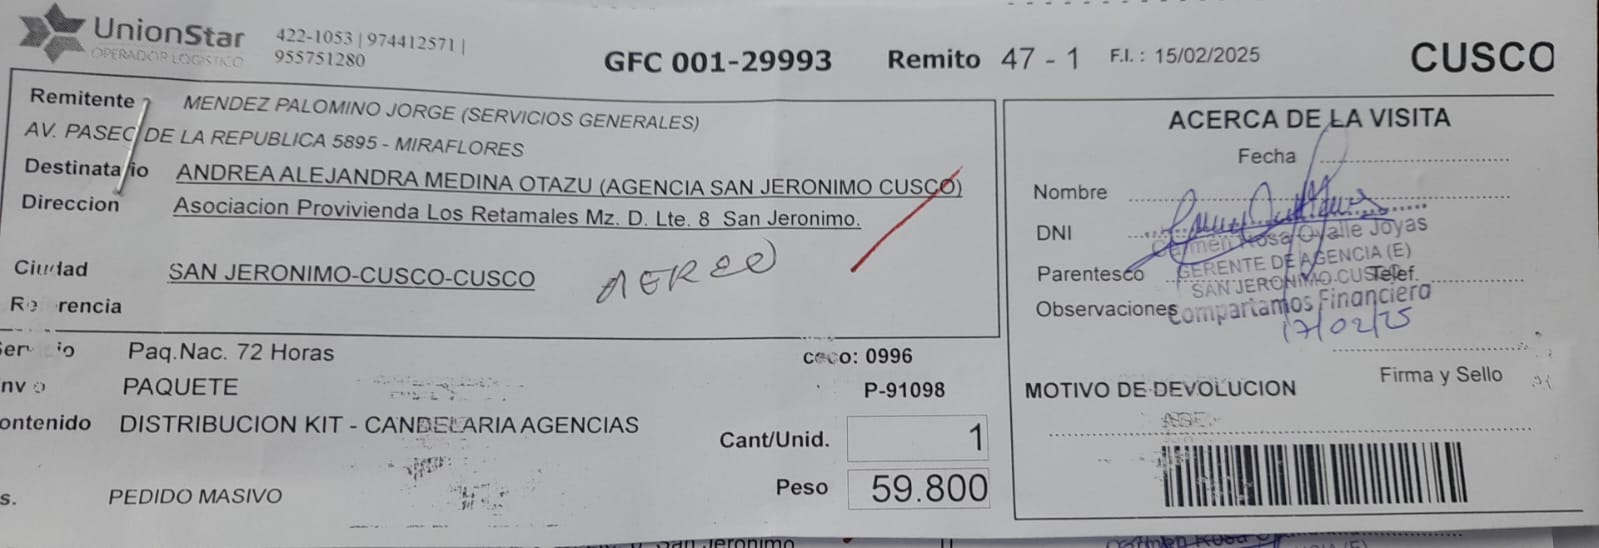 UnionStar
OPERADOR LOGISTICO
422-1053 | 974412571 |
955751280
GFC 001-29993 Remito 47 - 1 F.I. : 15/02/2025 CUSCO
Remitente MENDEZ PALOMINO JORGE (SERVICIOS GENERALES)
AV. PASEO DE LA REPUBLICA 5895 - MIRAFLORES
Destinatario ANDREA ALEJANDRA MEDINA OTAZU (AGENCIA SAN JERONIMO CUSCO)
Direccion Asociacion Provivienda Los Retamales Mz. D. Lte. 8 San Jeronimo.
Ciudad SAN JERONIMO-CUSCO-CUSCO
AEREO
Referencia
Servicio Paq.Nac. 72 Horas ceco: 0996
Envo PAQUETE P-91098
ontenido DISTRIBUCION KIT - CANDELARIA AGENCIAS
Cant/Unid. 1
Peso 59.800
s. PEDIDO MASIVO
ACERCA DE LA VISITA
Fecha
Nombre
DNI
Carmen Rosa Ovalle Joyas
Parentesco GERENTE DE AGENCIA (E)
SAN JERONIMO-CUSCO Telef.
Observaciones Compartamos Financiera
17/02/25
Firma y Sello
MOTIVO DE DEVOLUCION
San Jeronimo